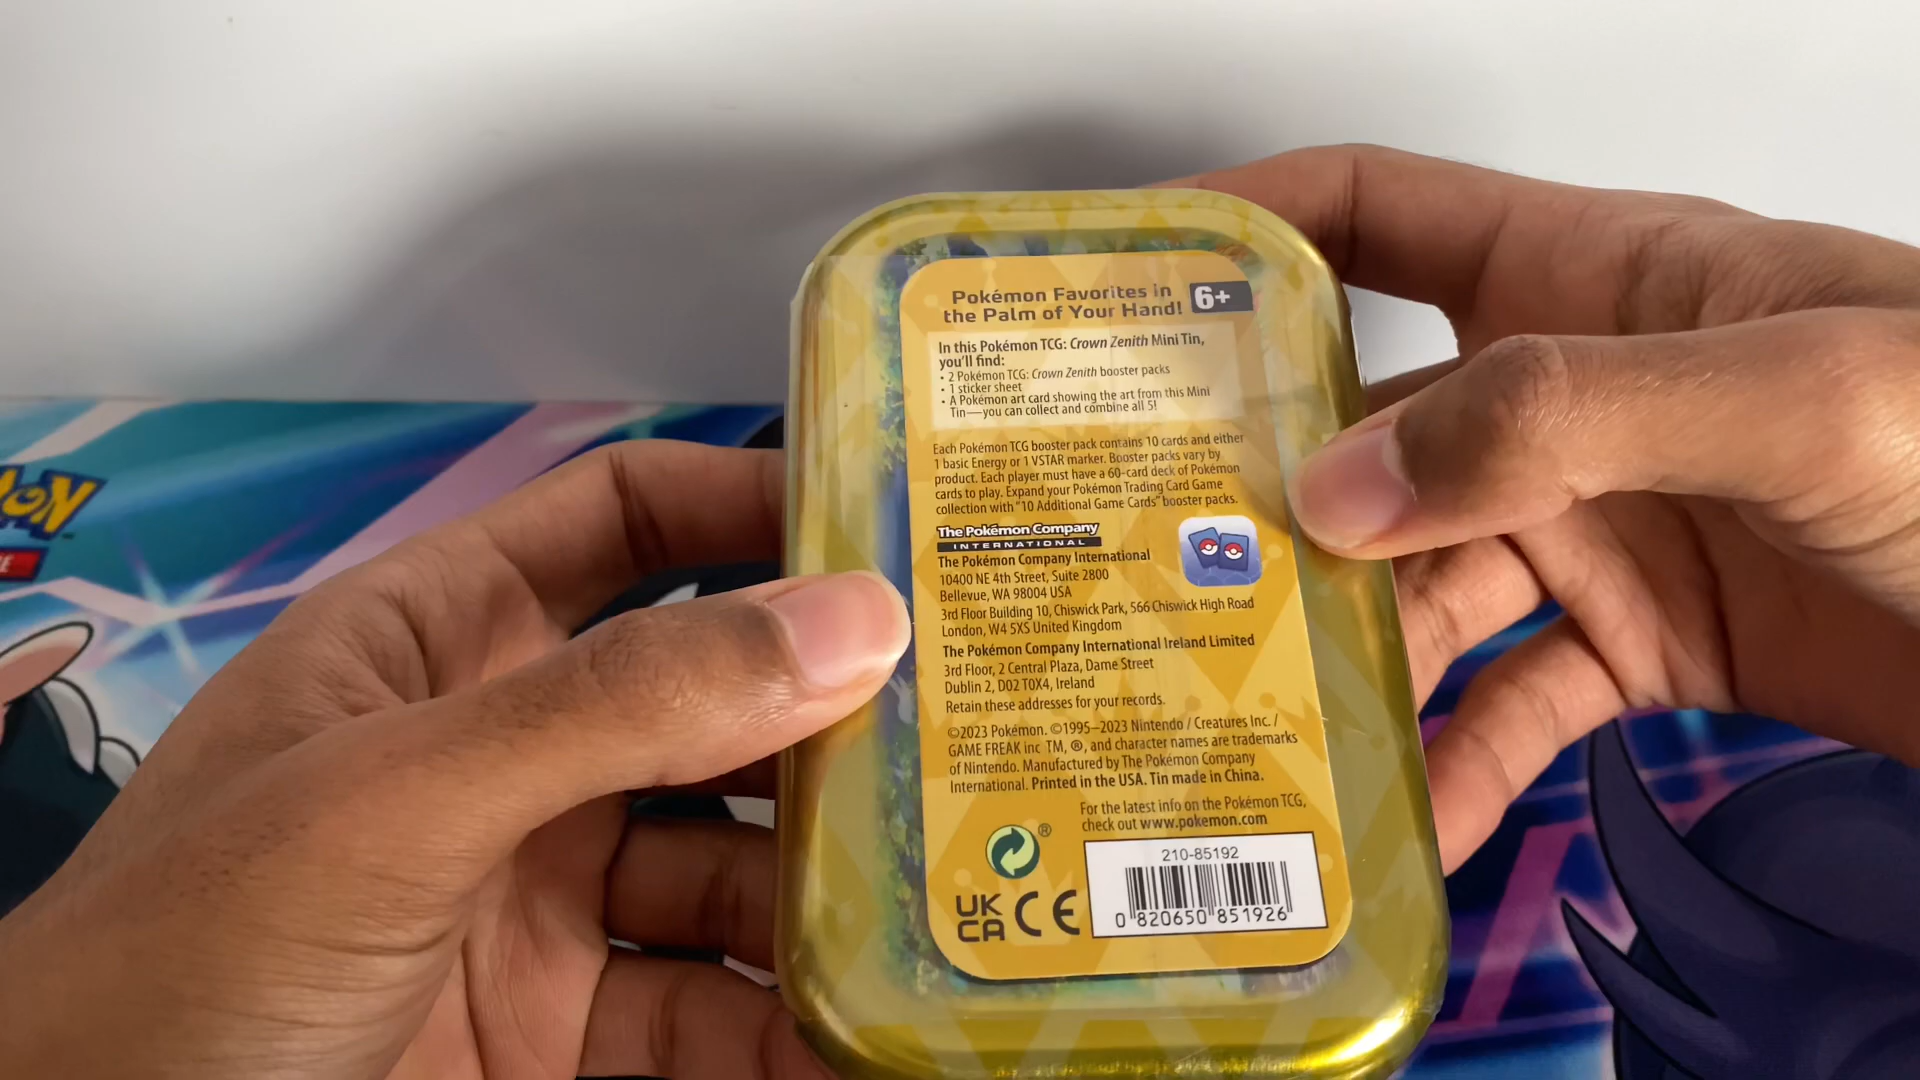 Pokémon Favorites in
the Palm of Your Hand!
6+
In this Pokémon TCG: Crown Zenith Mini Tin,
you'll find:
• 2 Pokémon TCG: Crown Zenith booster packs
• 1 sticker sheet
• A Pokémon art card showing the art from this Mini
Tin—you can collect and combine all 5!
Each Pokémon TCG booster pack contains 10 cards and either
1 basic Energy or 1 VSTAR marker. Booster packs vary by
product. Each player must have a 60-card deck of Pokémon
cards to play. Expand your Pokémon Trading Card Game
collection with "10 Additional Game Cards" booster packs.
The Pokémon Company
INTERNATIONAL
The Pokémon Company International
10400 NE 4th Street, Suite 2800
Bellevue, WA 98004 USA
3rd Floor Building 10, Chiswick Park, 566 Chiswick High Road
London, W4 5XS United Kingdom
The Pokémon Company International Ireland Limited
3rd Floor, 2 Central Plaza, Dame Street
Dublin 2, D02 T0X4, Ireland
Retain these addresses for your records.
©2023 Pokémon. ©1995–2023 Nintendo / Creatures Inc. /
GAME FREAK inc TM, ®, and character names are trademarks
of Nintendo. Manufactured by The Pokémon Company
International. Printed in the USA. Tin made in China.
For the latest info on the Pokémon TCG,
check out www.pokemon.com
®
UK
CA
CE
210-85192
0 820650 851926